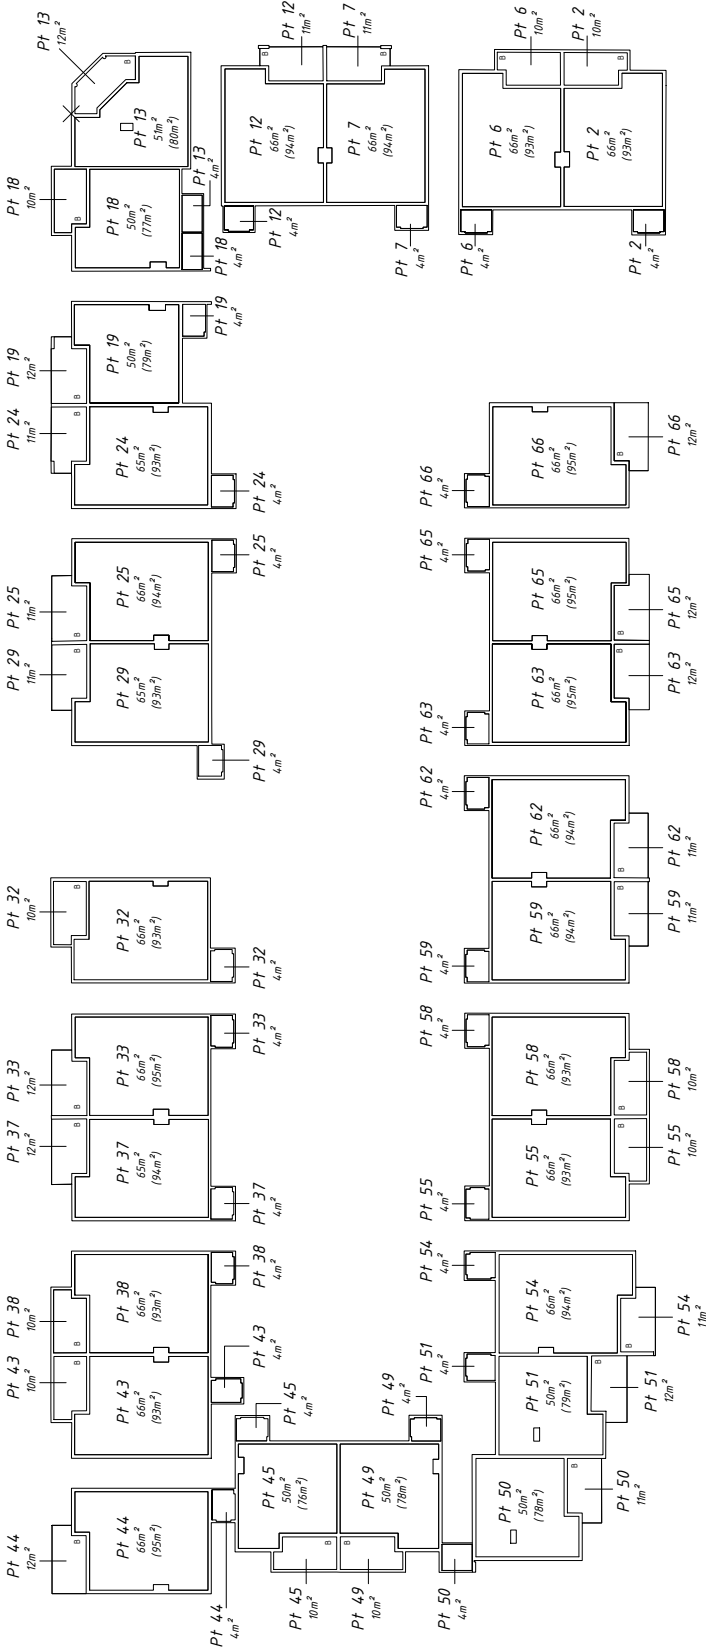 Pt 13
12m²
Pt 18
10m²
B
B
Pt 13
51m²
(80m²)
Pt 18
50m²
(77m²)
Pt 13
4m²
Pt 18
4m²
Pt 12
11m²
Pt 7
11m²
B
B
Pt 12
66m²
(94m²)
Pt 7
66m²
(94m²)
Pt 12
4m²
Pt 7
4m²
Pt 6
10m²
Pt 2
10m²
B
B
Pt 6
66m²
(93m²)
Pt 2
66m²
(93m²)
Pt 6
4m²
Pt 2
4m²
Pt 19
12m²
Pt 24
11m²
B
B
Pt 19
50m²
(79m²)
Pt 24
65m²
(93m²)
Pt 19
4m²
Pt 24
4m²
Pt 25
11m²
Pt 29
11m²
B
B
Pt 25
66m²
(94m²)
Pt 29
65m²
(93m²)
Pt 25
4m²
Pt 29
4m²
Pt 66
4m²
Pt 66
66m²
(95m²)
B
Pt 66
12m²
Pt 65
4m²
Pt 63
4m²
Pt 65
66m²
(95m²)
Pt 63
66m²
(95m²)
B
B
Pt 65
12m²
Pt 63
12m²
Pt 32
10m²
B
Pt 32
66m²
(93m²)
Pt 32
4m²
Pt 62
4m²
Pt 59
4m²
Pt 62
66m²
(94m²)
Pt 59
66m²
(94m²)
B
B
Pt 62
11m²
Pt 59
11m²
Pt 33
12m²
Pt 37
12m²
B
B
Pt 33
66m²
(95m²)
Pt 37
65m²
(94m²)
Pt 33
4m²
Pt 37
4m²
Pt 58
4m²
Pt 55
4m²
Pt 58
66m²
(93m²)
Pt 55
66m²
(93m²)
B
B
Pt 58
10m²
Pt 55
10m²
Pt 38
10m²
Pt 43
10m²
B
B
Pt 38
66m²
(93m²)
Pt 43
66m²
(93m²)
Pt 38
4m²
Pt 43
4m²
Pt 54
4m²
Pt 51
4m²
Pt 54
66m²
(94m²)
Pt 51
50m²
(79m²)
Pt 50
50m²
(78m²)
B
B
B
Pt 54
11m²
Pt 51
12m²
Pt 50
11m²
Pt 44
12m²
B
Pt 44
66m²
(95m²)
Pt 44
4m²
Pt 45
4m²
Pt 49
4m²
Pt 45
50m²
(76m²)
Pt 49
50m²
(78m²)
B
B
Pt 45
10m²
Pt 49
10m²
Pt 50
4m²